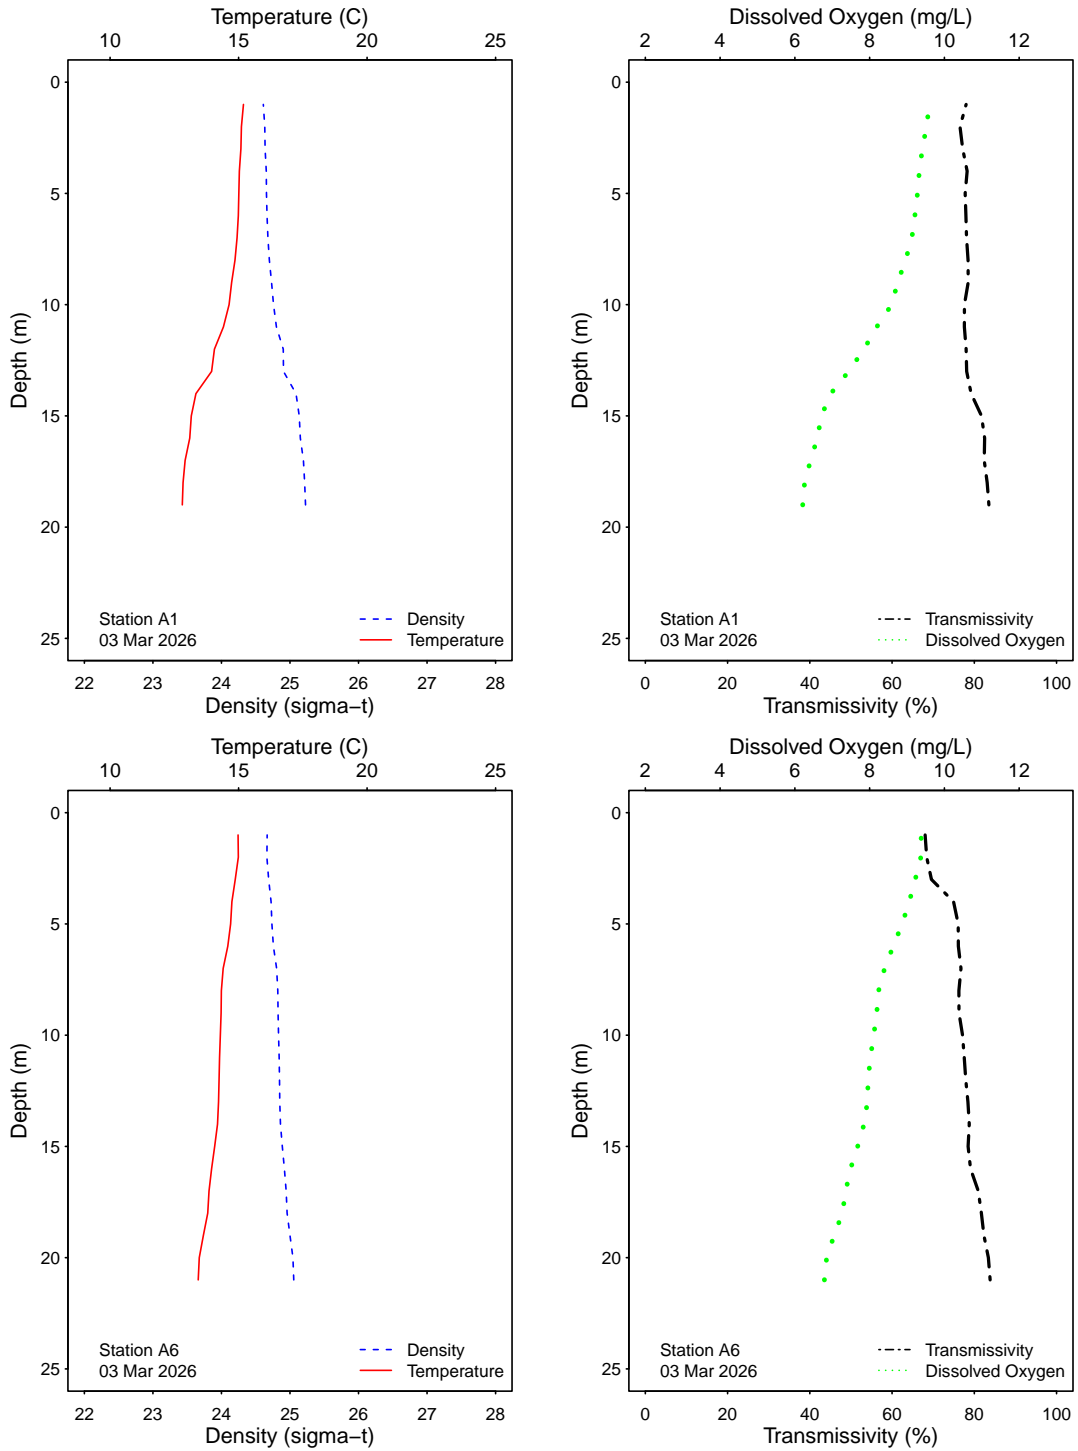 Temperature (C)
10 15 20 25
0
5
10
15
20
25
Depth (m)
Station A1
03 Mar 2026
Density
Temperature
22 23 24 25 26 27 28
Density (sigma−t)
Dissolved Oxygen (mg/L)
2 4 6 8 10 12
0
5
10
15
20
25
Depth (m)
Station A1
03 Mar 2026
Transmissivity
Dissolved Oxygen
0 20 40 60 80 100
Transmissivity (%)
Temperature (C)
10 15 20 25
0
5
10
15
20
25
Depth (m)
Station A6
03 Mar 2026
Density
Temperature
22 23 24 25 26 27 28
Density (sigma−t)
Dissolved Oxygen (mg/L)
2 4 6 8 10 12
0
5
10
15
20
25
Depth (m)
Station A6
03 Mar 2026
Transmissivity
Dissolved Oxygen
0 20 40 60 80 100
Transmissivity (%)